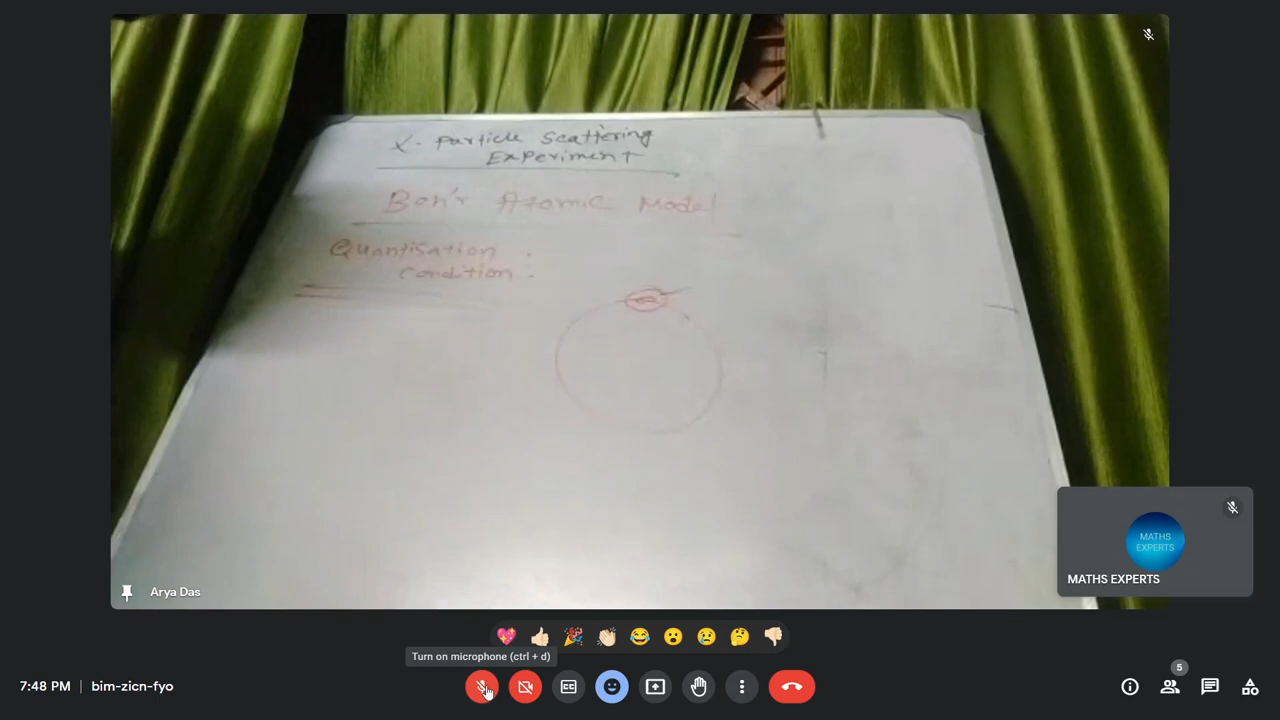 α- Particle Scattering
Experiment
Bohr Atomic Model
Quantisation :
Condition :
Arya Das
MATHS
EXPERTS
MATHS EXPERTS
Turn on microphone (ctrl + d)
7:48 PM | bim-zicn-fyo
5